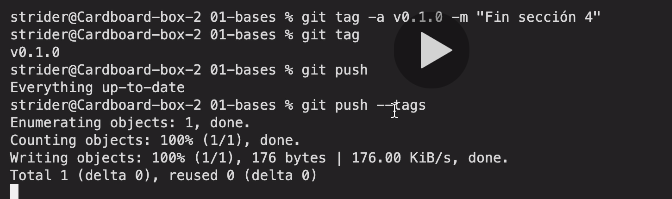 strider@Cardboard-box-2 01-bases % git tag -a v0.1.0 -m "Fin sección 4"
strider@Cardboard-box-2 01-bases % git tag
v0.1.0
strider@Cardboard-box-2 01-bases % git push
Everything up-to-date
strider@Cardboard-box-2 01-bases % git push --tags
Enumerating objects: 1, done.
Counting objects: 100% (1/1), done.
Writing objects: 100% (1/1), 176 bytes | 176.00 KiB/s, done.
Total 1 (delta 0), reused 0 (delta 0)